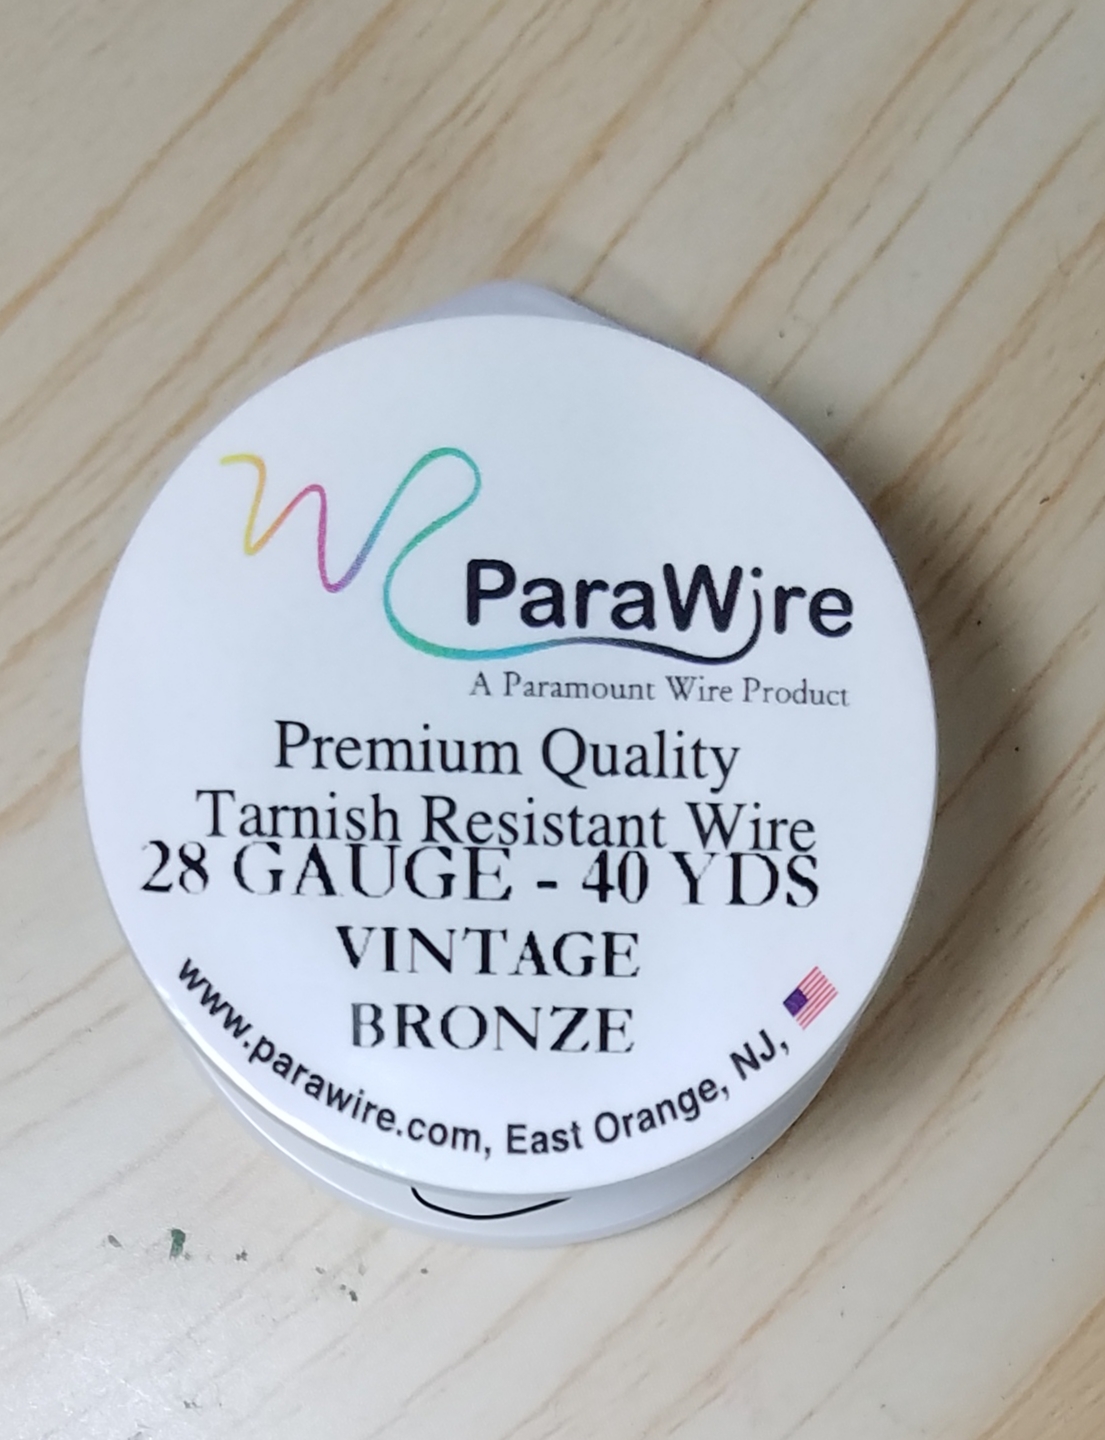 ParaWire
A Paramount Wire Product
Premium Quality
Tarnish Resistant Wire
28 GAUGE - 40 YDS
VINTAGE
BRONZE
www.parawire.com, East Orange, NJ,